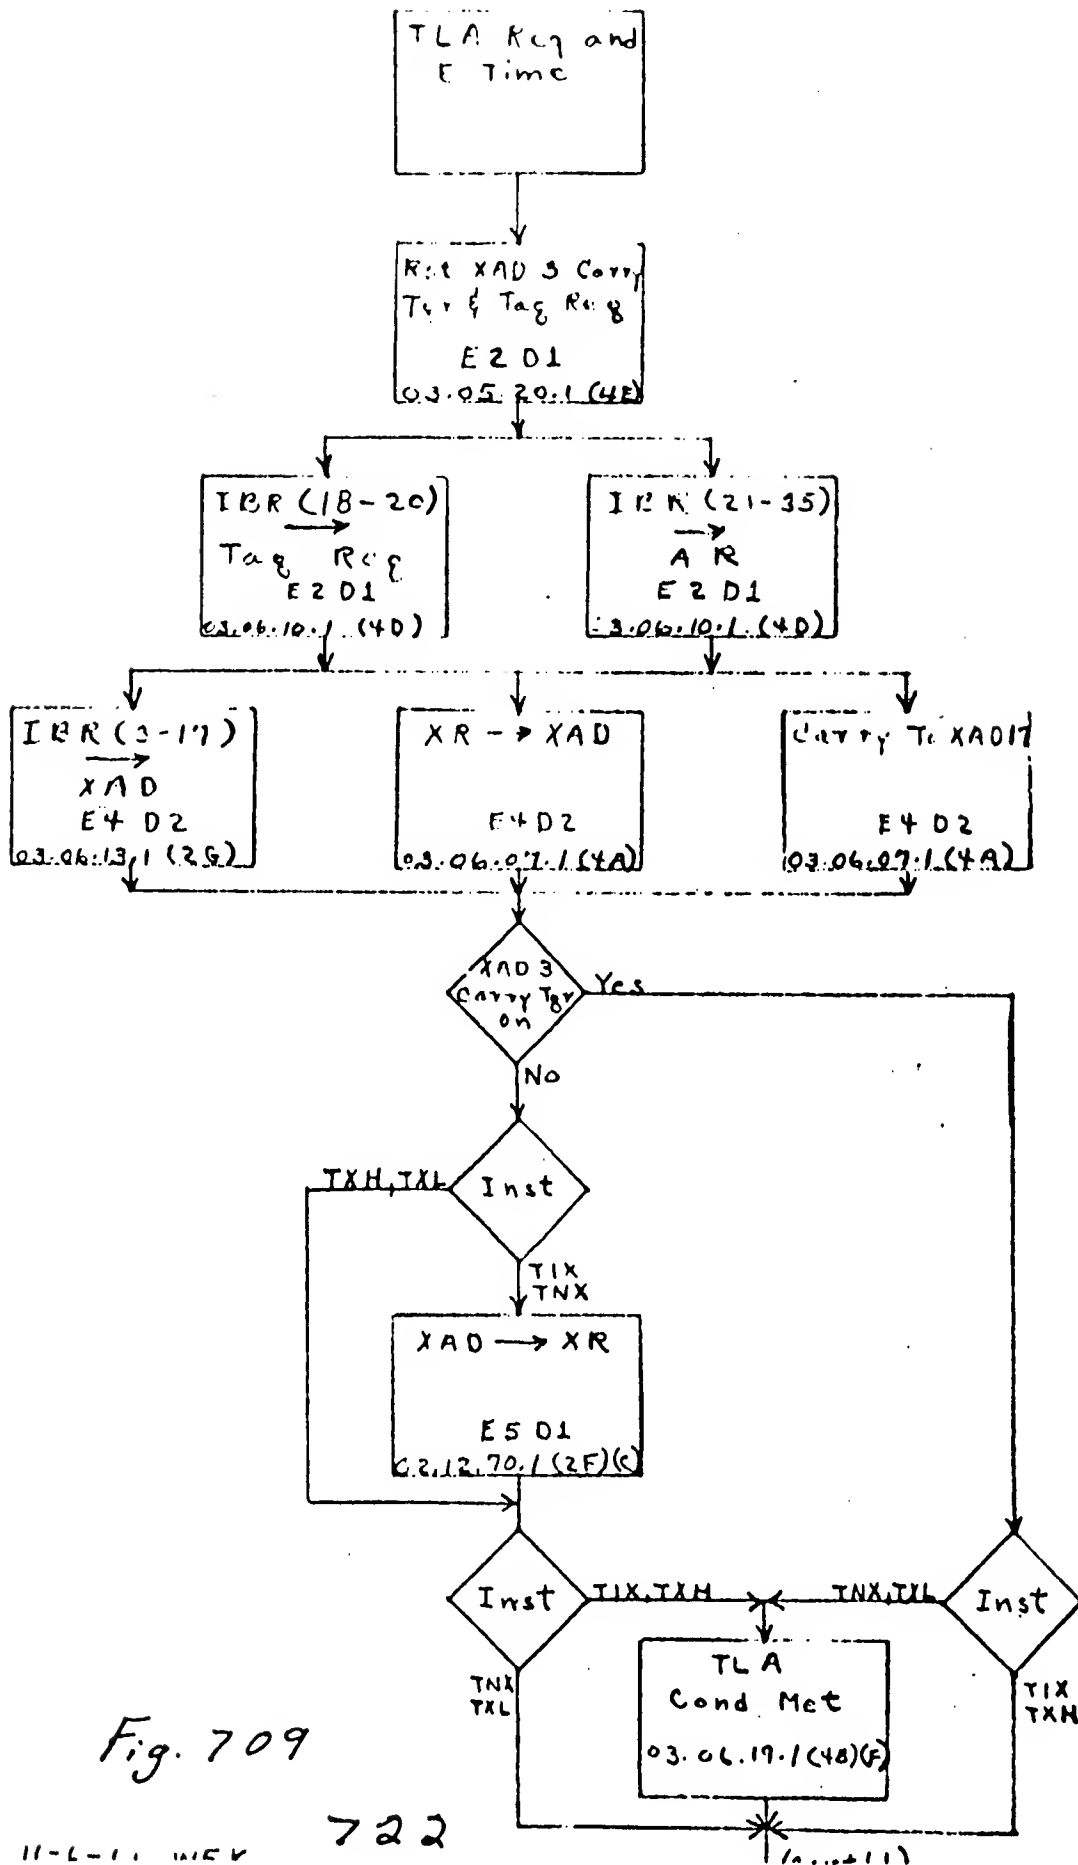 TLA Req and
E Time
Rst XAD 3 Carry
Tgr & Tag Reg
E2 D1
03.05.20.1 (4E)
IBR (18-20)
→
Tag Reg
E2 D1
03.06.10.1 (4D)
IBR (21-35)
→
AR
E2 D1
3.06.10.1 (4D)
IBR (3-17)
→
XAD
E4 D2
03.06.13.1 (2G)
XR → XAD
E4 D2
03.06.07.1 (4A)
Carry To XAD17
E4 D2
03.06.07.1 (4A)
XAD 3
Carry Tgr
on
Yes
No
TXH, TXL
Inst
TIX
TNX
XAD → XR
E5 D1
02.12.70.1 (2F)(C)
Inst
TIX, TXH
TNX, TXL
Inst
TNX
TXL
TLA
Cond Met
03.06.19.1 (4B)(F)
TIX
TXH
Fig. 709
722